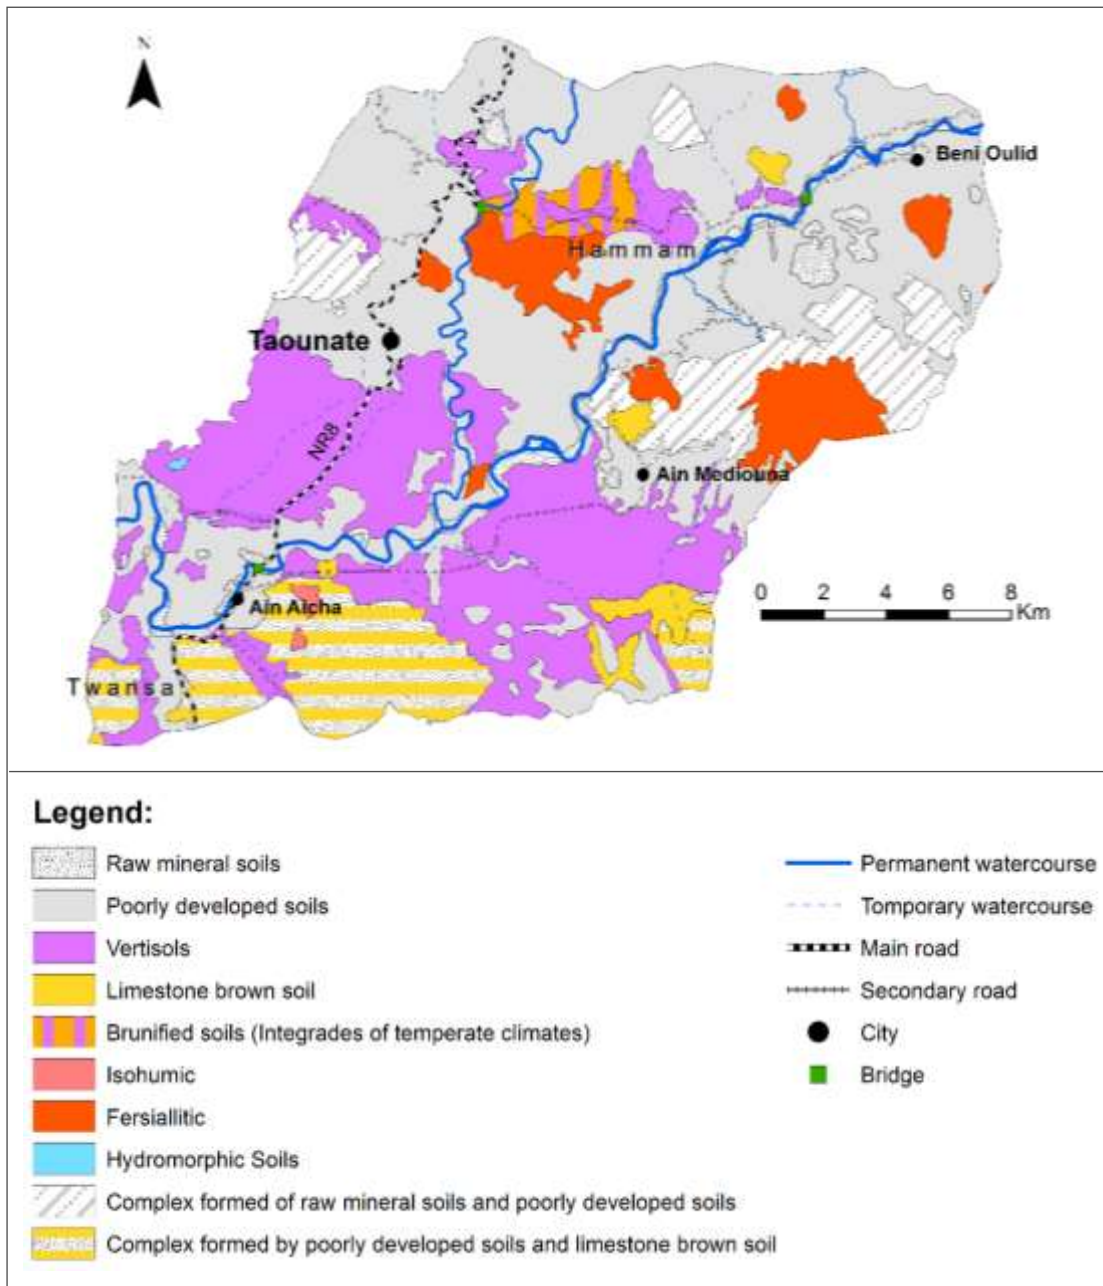 N
Beni Oulid
Hammam
Taounate
NR8
Ain Mediouna
0 2 4 6 8
Km
Ain Aicha
Twansa
Legend:
Raw mineral soils
Poorly developed soils
Vertisols
Limestone brown soil
Brunified soils (Integrades of temperate climates)
Isohumic
Fersiallitic
Hydromorphic Soils
Complex formed of raw mineral soils and poorly developed soils
Complex formed by poorly developed soils and limestone brown soil
Permanent watercourse
Tomporary watercourse
Main road
Secondary road
City
Bridge